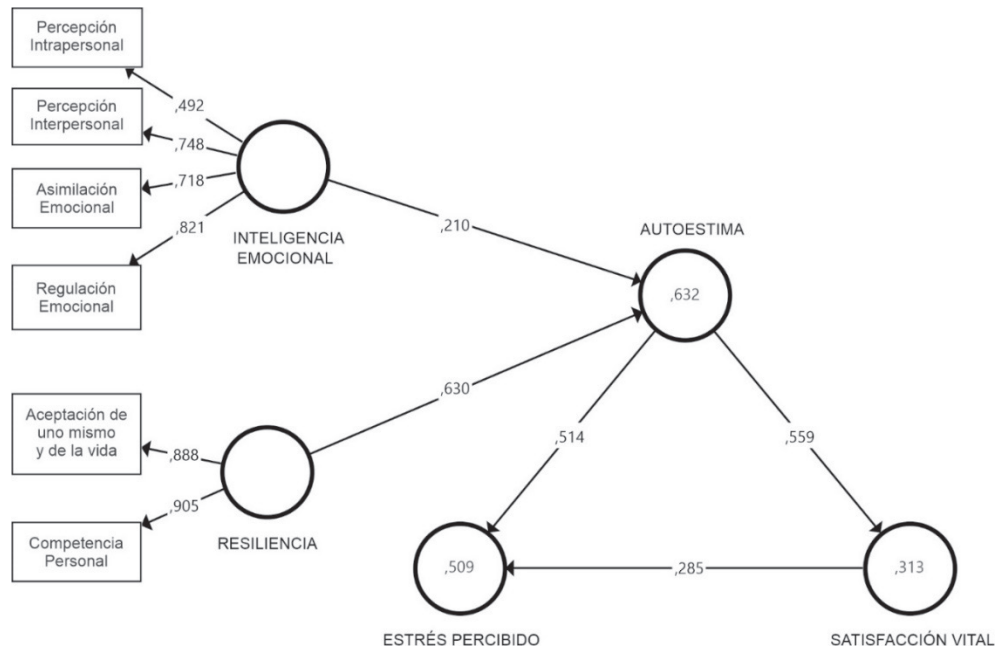 Percepción
Intrapersonal
,492
Percepción
Interpersonal
,748
Asimilación
Emocional
,718
,821
Regulación
Emocional
INTELIGENCIA
EMOCIONAL
,210
AUTOESTIMA
,632
,630
Aceptación de
uno mismo
y de la vida
,888
,905
Competencia
Personal
RESILIENCIA
,514
,559
,509
,285
,313
ESTRÉS PERCIBIDO
SATISFACCIÓN VITAL